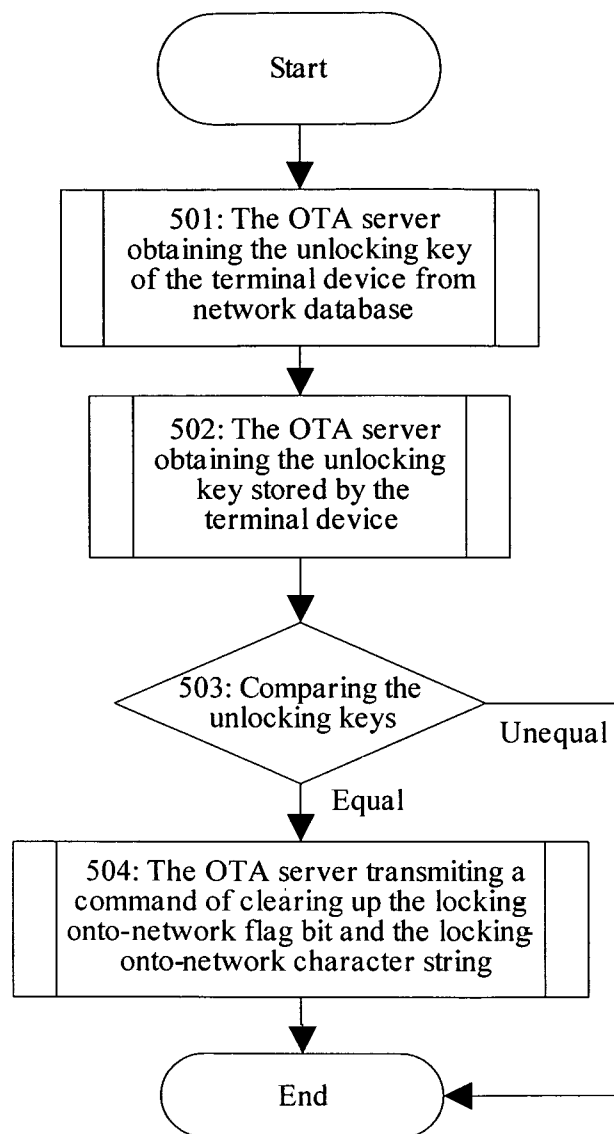 Start
501: The OTA server
obtaining the unlocking key
of the terminal device from
network database
502: The OTA server
obtaining the unlocking
key stored by the
terminal device
503: Comparing the
unlocking keys
Unequal
Equal
504: The OTA server transmiting a
command of clearing up the locking
onto-network flag bit and the locking-
onto-network character string
End